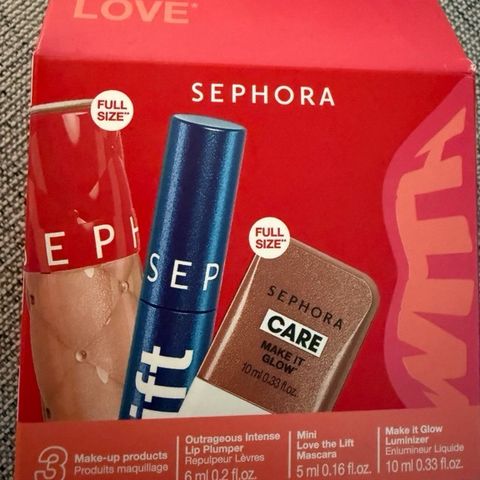 LOVE*
SEPHORA
FULL
SIZE**
FULL
SIZE**
SEPH
SEP
ift
SEPHORA
CARE
MAKE IT
GLOW
10 ml 0.33 fl.oz.
WITH
3 Make-up products
Produits maquillage
Outrageous Intense
Lip Plumper
Repulpeur Lèvres
6 ml 0.2 fl.oz.
Mini
Love the Lift
Mascara
5 ml 0.16 fl.oz.
Make it Glow
Luminizer
Enlumineur Liquide
10 ml 0.33 fl.oz.